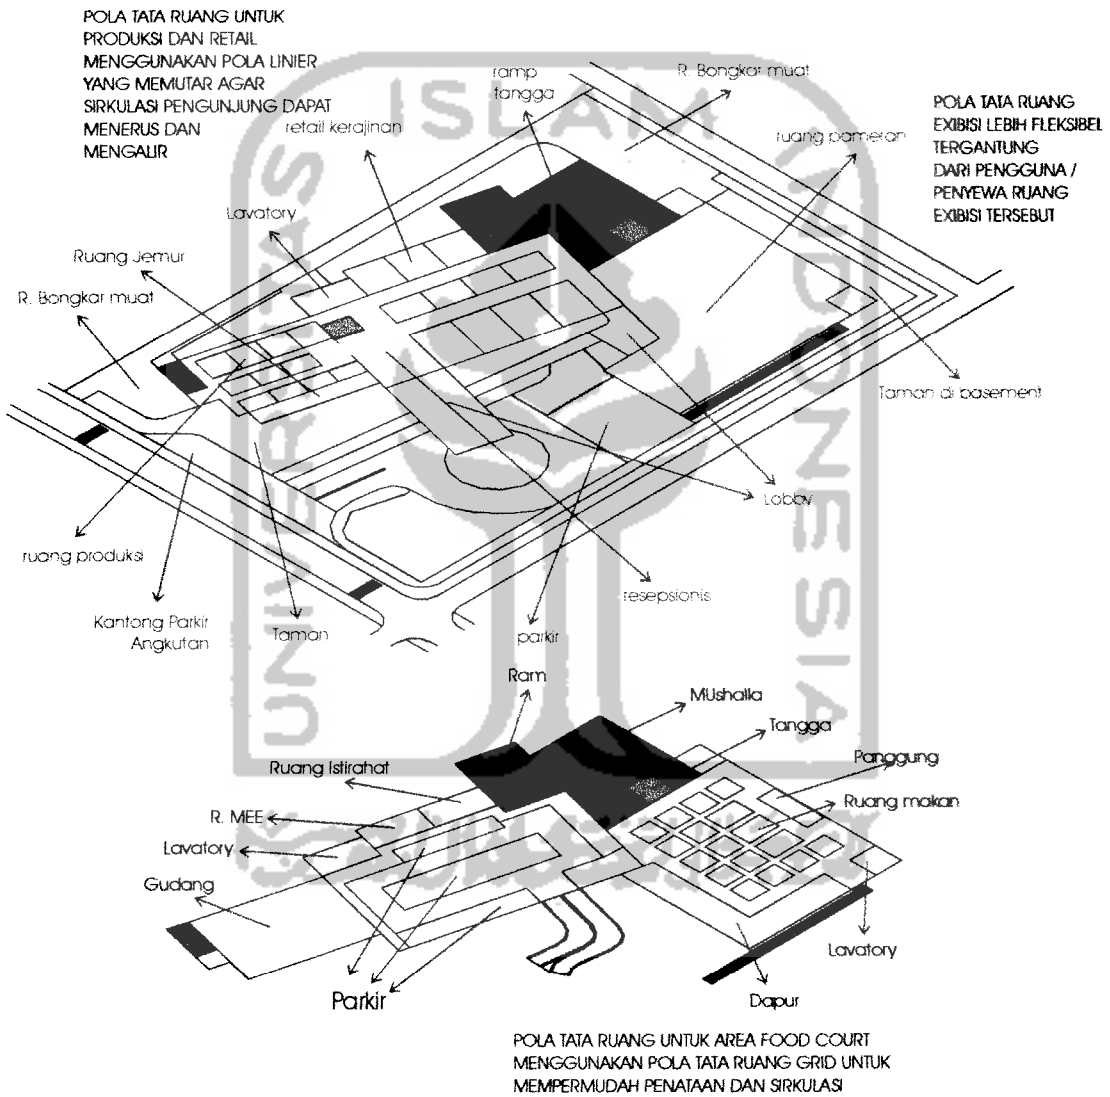 POLA TATA RUANG UNTUK
PRODUKSI DAN RETAIL
MENGGUNAKAN POLA LINIER
YANG MEMUTAR AGAR
SIRKULASI PENGUNJUNG DAPAT
MENERUS DAN
MENGALIR
retail kerajinan
ramp
tangga
R. Bongkar muat
ruang pameran
POLA TATA RUANG
EXIBISI LEBIH FLEKSIBEL
TERGANTUNG
DARI PENGGUNA /
PENYEWA RUANG
EXIBISI TERSEBUT
Lavatory
Ruang Jemur
R. Bongkar muat
Taman di basement
Lobby
ruang produksi
resepsionis
Kantong Parkir
Angkutan
Taman
parkir
UNIVERSITAS
ISLAM
INDONESIA
Ram
MUshalla
Tangga
Panggung
Ruang Istirahat
Ruang makan
R. MEE
Lavatory
Gudang
Lavatory
Parkir
Dapur
POLA TATA RUANG UNTUK AREA FOOD COURT
MENGGUNAKAN POLA TATA RUANG GRID UNTUK
MEMPERMUDAH PENATAAN DAN SIRKULASI